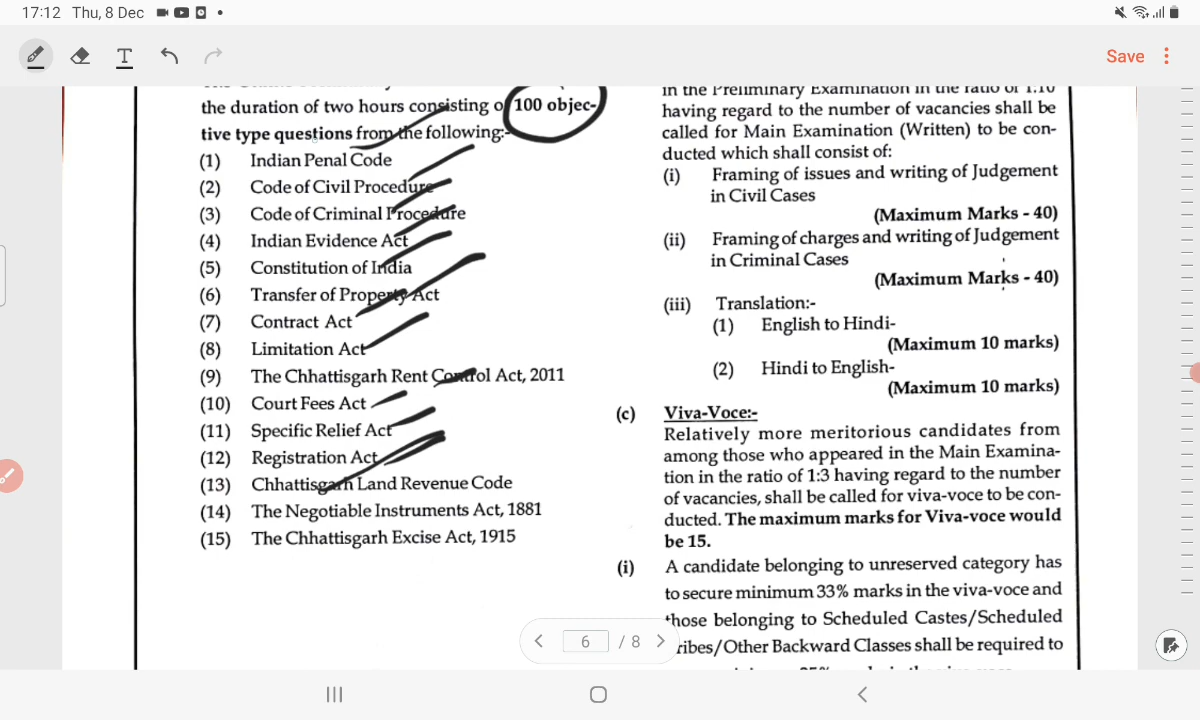 17:12 Thu, 8 Dec
T
Save
the duration of two hours consisting of 100 objec-
tive type questions from the following:-
(1) Indian Penal Code
(2) Code of Civil Procedure
(3) Code of Criminal Procedure
(4) Indian Evidence Act
(5) Constitution of India
(6) Transfer of Property Act
(7) Contract Act
(8) Limitation Act
(9) The Chhattisgarh Rent Control Act, 2011
(10) Court Fees Act
(11) Specific Relief Act
(12) Registration Act
(13) Chhattisgarh Land Revenue Code
(14) The Negotiable Instruments Act, 1881
(15) The Chhattisgarh Excise Act, 1915
in the Preliminary Examination in the ratio of 1:10
having regard to the number of vacancies shall be
called for Main Examination (Written) to be con-
ducted which shall consist of:
(i) Framing of issues and writing of Judgement
in Civil Cases
(Maximum Marks - 40)
(ii) Framing of charges and writing of Judgement
in Criminal Cases
(Maximum Marks - 40)
(iii) Translation:-
(1) English to Hindi-
(Maximum 10 marks)
(2) Hindi to English-
(Maximum 10 marks)
(c) Viva-Voce:-
Relatively more meritorious candidates from
among those who appeared in the Main Examina-
tion in the ratio of 1:3 having regard to the number
of vacancies, shall be called for viva-voce to be con-
ducted. The maximum marks for Viva-voce would
be 15.
(i) A candidate belonging to unreserved category has
to secure minimum 33% marks in the viva-voce and
those belonging to Scheduled Castes/Scheduled
ribes/Other Backward Classes shall be required to
6 / 8